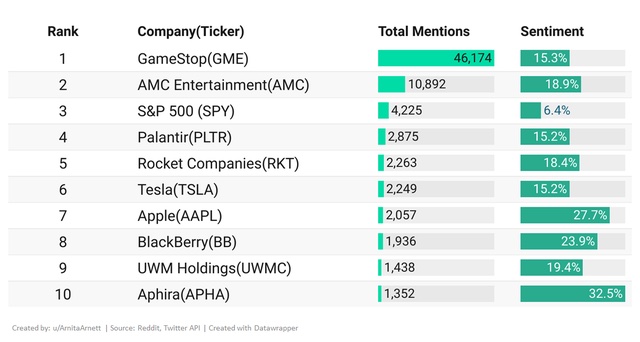 Rank Company(Ticker) Total Mentions Sentiment
1 GameStop(GME) 46,174 15.3%
2 AMC Entertainment(AMC) 10,892 18.9%
3 S&P 500 (SPY) 4,225 6.4%
4 Palantir(PLTR) 2,875 15.2%
5 Rocket Companies(RKT) 2,263 18.4%
6 Tesla(TSLA) 2,249 15.2%
7 Apple(AAPL) 2,057 27.7%
8 BlackBerry(BB) 1,936 23.9%
9 UWM Holdings(UWMC) 1,438 19.4%
10 Aphira(APHA) 1,352 32.5%
Created by: u/ArnitaArnett | Source: Reddit, Twitter API | Created with Datawrapper